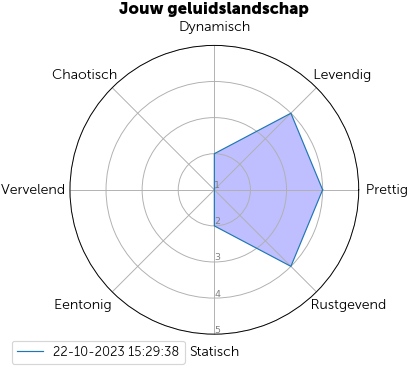 Jouw geluidslandschap
Dynamisch
Chaotisch
Levendig
Vervelend
Prettig
1
2
3
4
5
Eentonig
Rustgevend
22-10-2023 15:29:38
Statisch